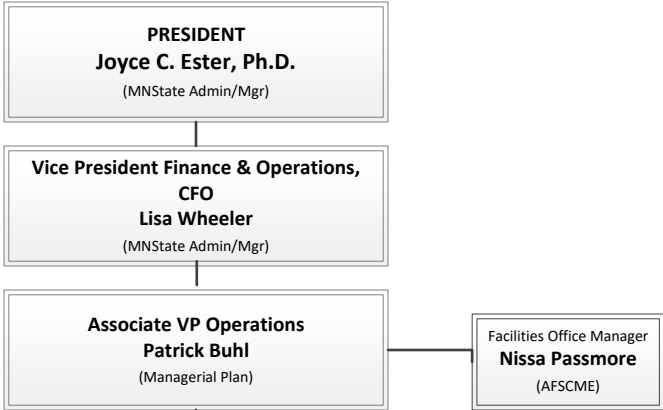 PRESIDENT
Joyce C. Ester, Ph.D.
(MNState Admin/Mgr)
Vice President Finance & Operations,
CFO
Lisa Wheeler
(MNState Admin/Mgr)
Associate VP Operations
Patrick Buhl
(Managerial Plan)
Facilities Office Manager
Nissa Passmore
(AFSCME)